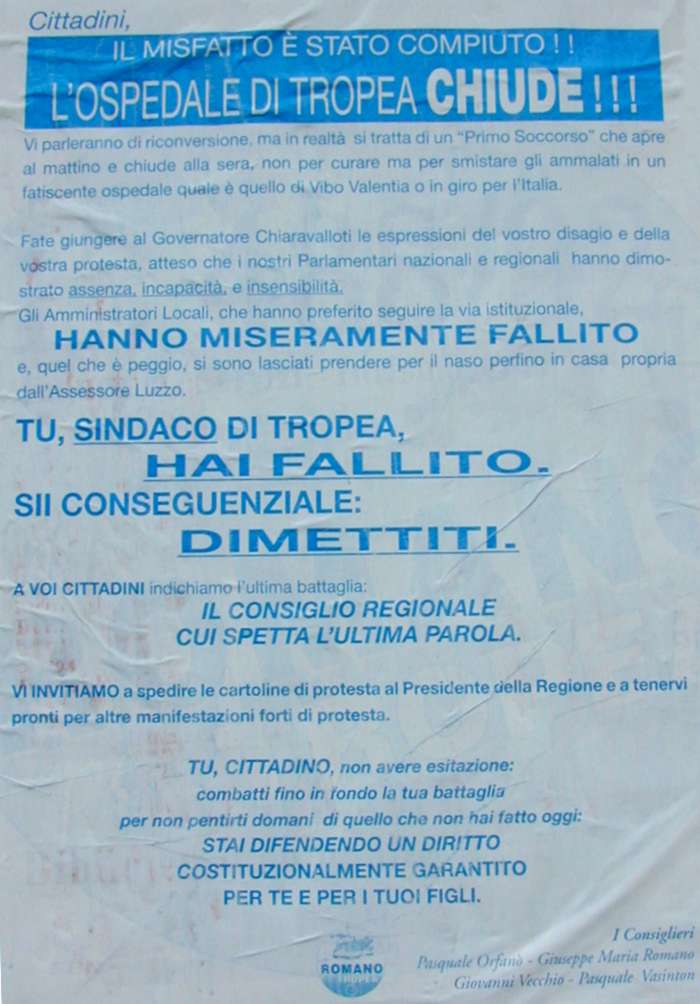 Cittadini,
IL MISFATTO È STATO COMPIUTO ! !
L'OSPEDALE DI TROPEA CHIUDE ! ! !
Vi parleranno di riconversione, ma in realtà si tratta di un "Primo Soccorso" che apre
al mattino e chiude alla sera, non per curare ma per smistare gli ammalati in un
fatiscente ospedale quale è quello di Vibo Valentia o in giro per l'Italia.
Fate giungere al Governatore Chiaravalloti le espressioni del vostro disagio e della
vostra protesta, atteso che i nostri Parlamentari nazionali e regionali hanno dimo-
strato assenza, incapacità, e insensibilità.
Gli Amministratori Locali, che hanno preferito seguire la via istituzionale,
HANNO MISERAMENTE FALLITO
e, quel che è peggio, si sono lasciati prendere per il naso perfino in casa propria
dall'Assessore Luzzo.
TU, SINDACO DI TROPEA,
HAI FALLITO.
SII CONSEGUENZIALE:
DIMETTITI.
A VOI CITTADINI indichiamo l'ultima battaglia:
IL CONSIGLIO REGIONALE
CUI SPETTA L'ULTIMA PAROLA.
VI INVITIAMO a spedire le cartoline di protesta al Presidente della Regione e a tenervi
pronti per altre manifestazioni forti di protesta.
TU, CITTADINO, non avere esitazione:
combatti fino in fondo la tua battaglia
per non pentirti domani di quello che non hai fatto oggi:
STAI DIFENDENDO UN DIRITTO
COSTITUZIONALMENTE GARANTITO
PER TE E PER I TUOI FIGLI.
I Consiglieri
Pasquale Orfanò - Giuseppe Maria Romano
Giovanni Vecchio - Pasquale Vasinton
ROMANO
TROPEA